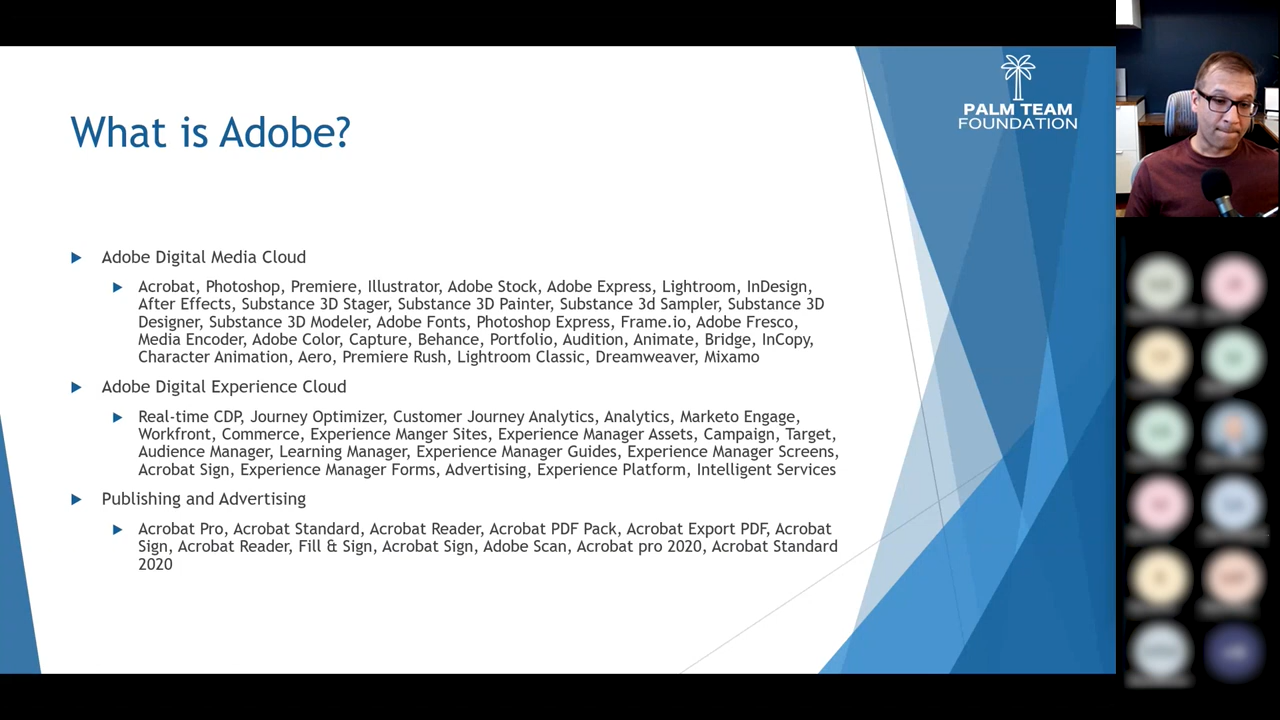 PALM TEAM
FOUNDATION
What is Adobe?
Adobe Digital Media Cloud
Acrobat, Photoshop, Premiere, Illustrator, Adobe Stock, Adobe Express, Lightroom, InDesign,
After Effects, Substance 3D Stager, Substance 3D Painter, Substance 3d Sampler, Substance 3D
Designer, Substance 3D Modeler, Adobe Fonts, Photoshop Express, Frame.io, Adobe Fresco,
Media Encoder, Adobe Color, Capture, Behance, Portfolio, Audition, Animate, Bridge, InCopy,
Character Animation, Aero, Premiere Rush, Lightroom Classic, Dreamweaver, Mixamo
Adobe Digital Experience Cloud
Real-time CDP, Journey Optimizer, Customer Journey Analytics, Analytics, Marketo Engage,
Workfront, Commerce, Experience Manger Sites, Experience Manager Assets, Campaign, Target,
Audience Manager, Learning Manager, Experience Manager Guides, Experience Manager Screens,
Acrobat Sign, Experience Manager Forms, Advertising, Experience Platform, Intelligent Services
Publishing and Advertising
Acrobat Pro, Acrobat Standard, Acrobat Reader, Acrobat PDF Pack, Acrobat Export PDF, Acrobat
Sign, Acrobat Reader, Fill & Sign, Acrobat Sign, Adobe Scan, Acrobat pro 2020, Acrobat Standard
2020